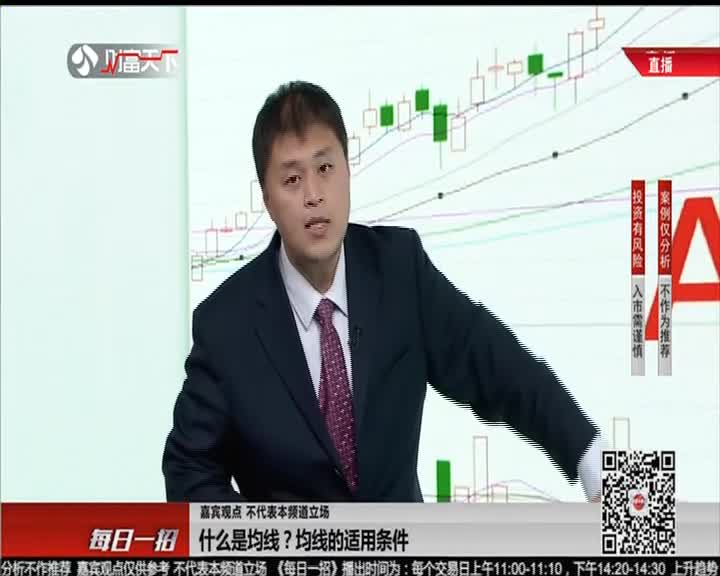 财富天下
直播
案例仅分析 不作为推荐
投资有风险 入市需谨慎
A
嘉宾观点 不代表本频道立场
每日一招
什么是均线?均线的适用条件
分析不作推荐 嘉宾观点仅供参考 不代表本频道立场 《每日一招》播出时间为:每个交易日上午11:00-11:10,下午14:20-14:30 上升趋势